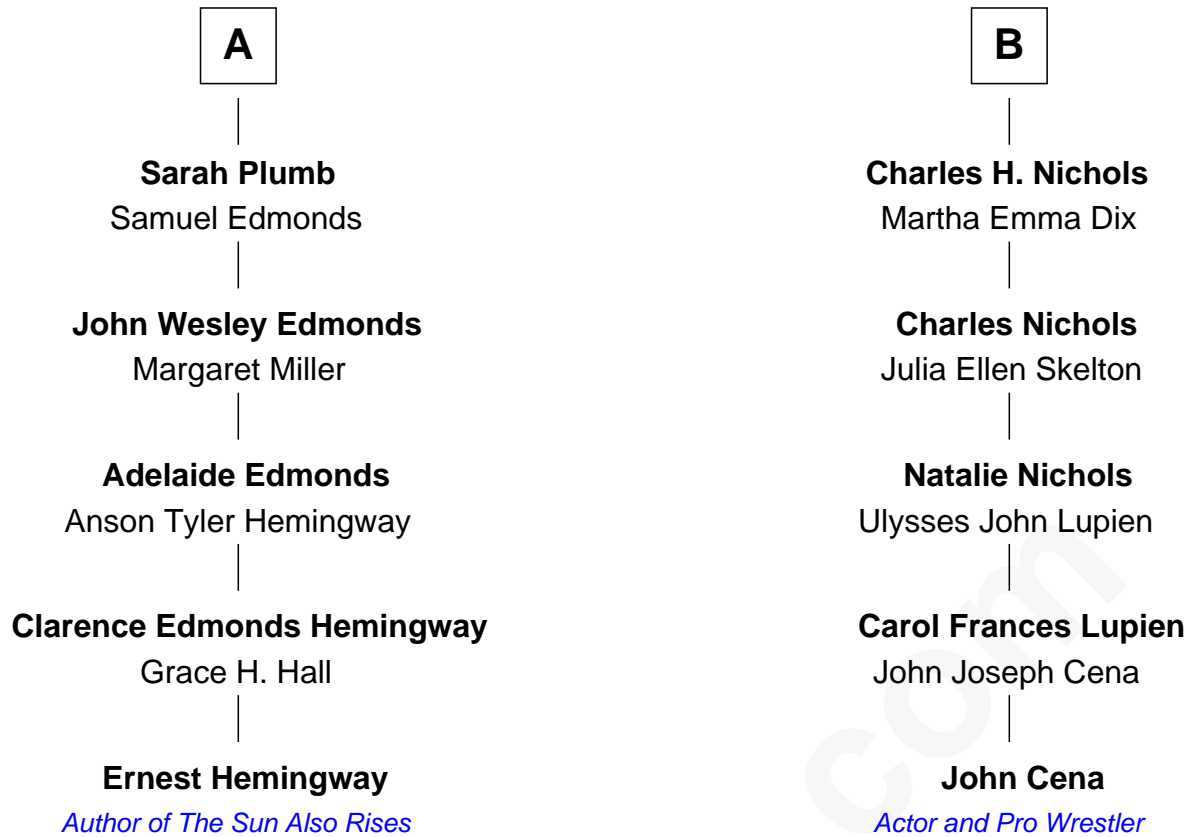 A
Sarah Plumb
Samuel Edmonds
John Wesley Edmonds
Margaret Miller
Adelaide Edmonds
Anson Tyler Hemingway
Clarence Edmonds Hemingway
Grace H. Hall
Ernest Hemingway
Author of The Sun Also Rises
B
Charles H. Nichols
Martha Emma Dix
Charles Nichols
Julia Ellen Skelton
Natalie Nichols
Ulysses John Lupien
Carol Frances Lupien
John Joseph Cena
John Cena
Actor and Pro Wrestler
com